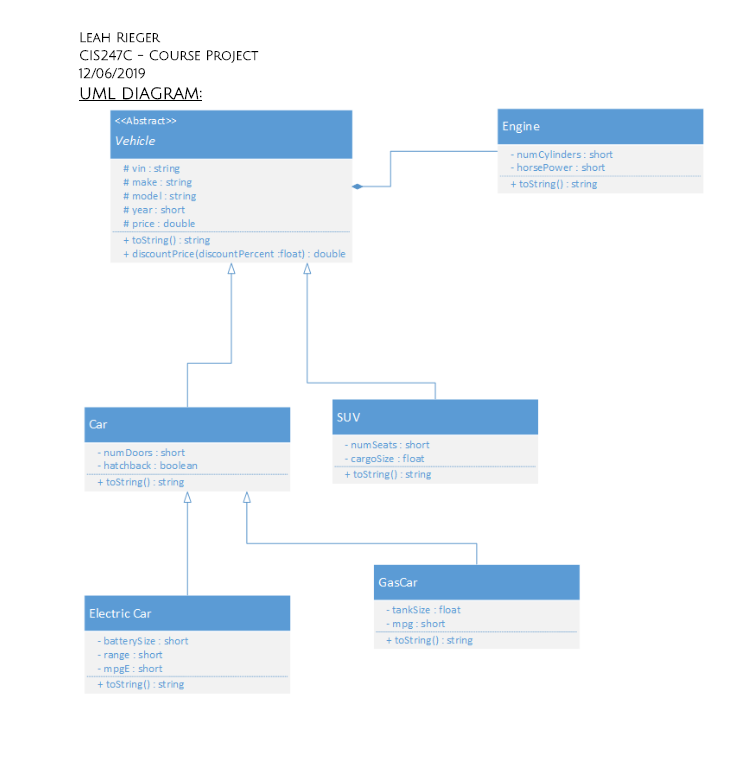 Leah Rieger
CIS247C - Course Project
12/06/2019
UML DIAGRAM:
<<Abstract>>
Vehicle
# vin : string
# make : string
# model : string
# year : short
# price : double
+ toString() : string
+ discountPrice(discountPercent :float) : double
Engine
- numCylinders : short
- horsePower : short
+ toString() : string
Car
- numDoors : short
- hatchback : boolean
+ toString() : string
SUV
- numSeats : short
- cargoSize : float
+ toString() : string
Electric Car
- batterySize : short
- range : short
- mpgE : short
+ toString() : string
GasCar
- tankSize : float
- mpg : short
+ toString() : string